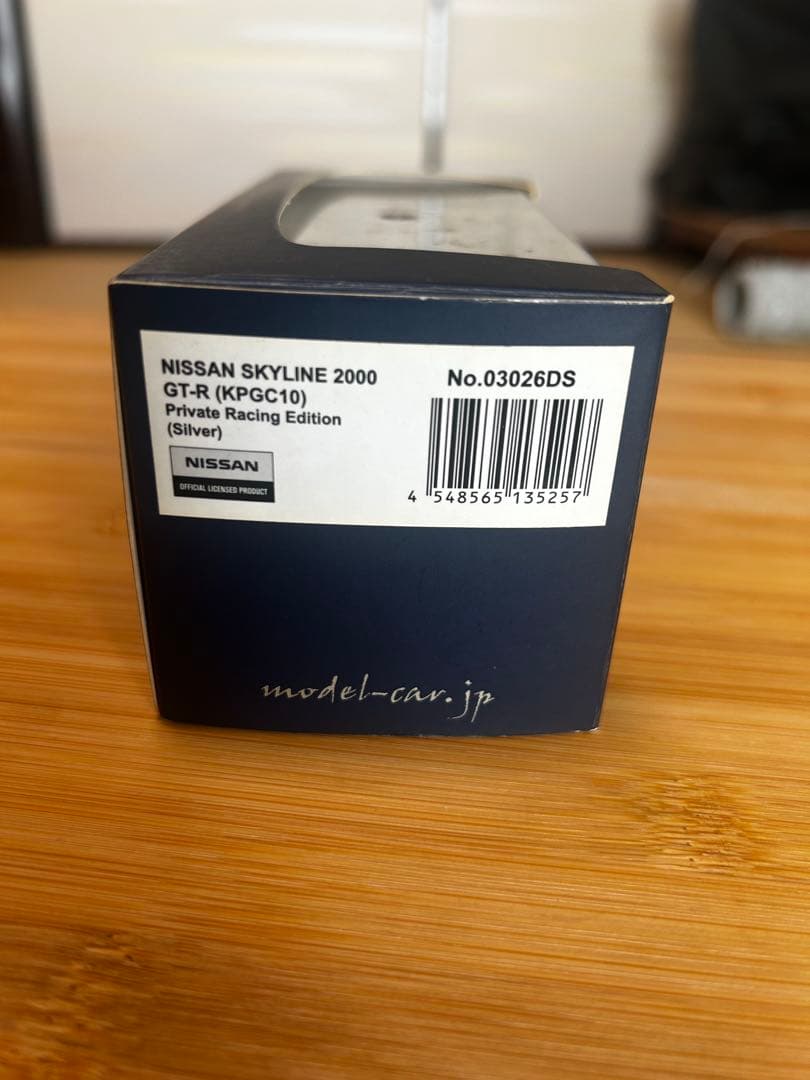 NISSAN SKYLINE 2000
GT-R (KPGC10)
Private Racing Edition
(Silver)
NISSAN
OFFICIAL LICENSED PRODUCT
No.03026DS
4 548565 135257
model-car.jp